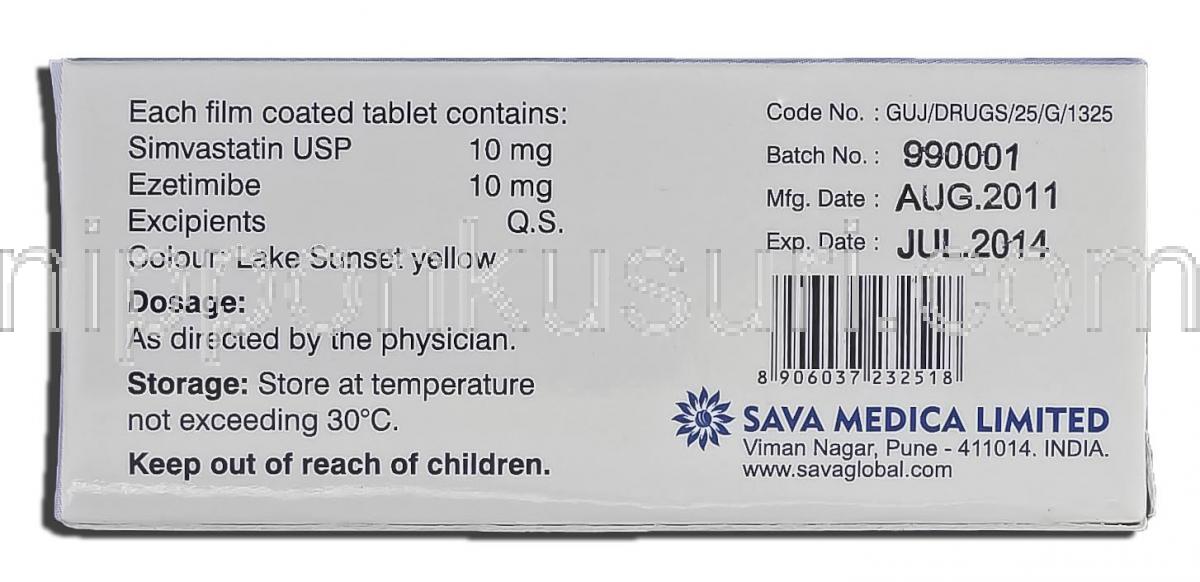 Each film coated tablet contains:
Simvastatin USP 10 mg
Ezetimibe 10 mg
Excipients Q.S.
Colour: Lake Sunset yellow
Dosage:
As directed by the physician.
Storage: Store at temperature
not exceeding 30°C.
Keep out of reach of children.
Code No. : GUJ/DRUGS/25/G/1325
Batch No. : 990001
Mfg. Date : AUG.2011
Exp. Date : JUL.2014
8 906037 232518
SAVA MEDICA LIMITED
Viman Nagar, Pune - 411014. INDIA.
www.savaglobal.com
nipponkusuri.com